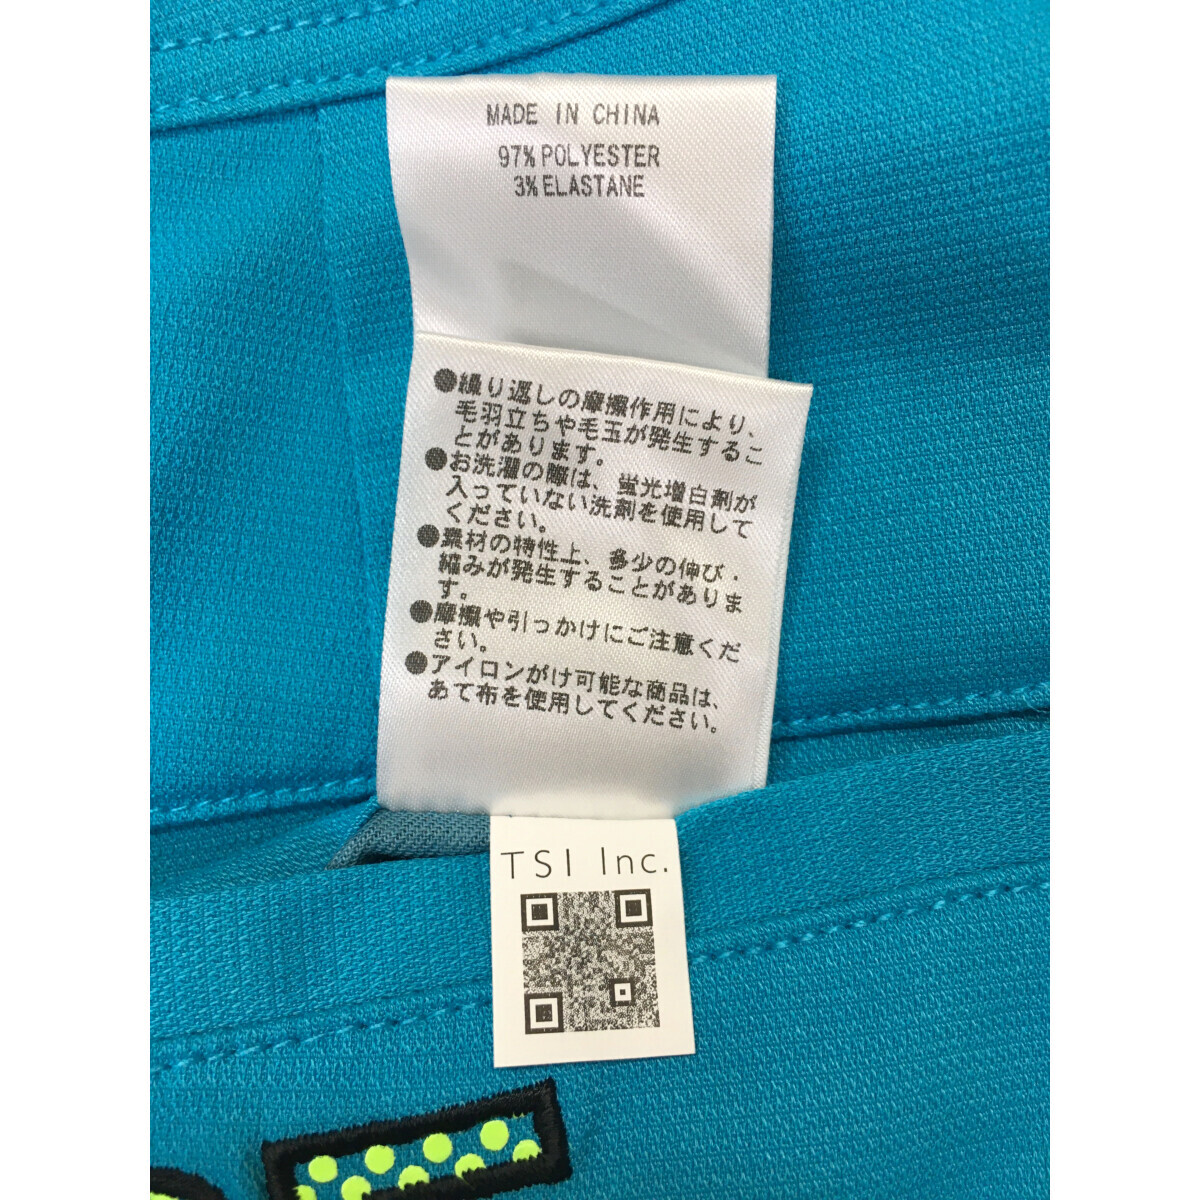 MADE IN CHINA
97% POLYESTER
3% ELASTANE
●繰り返しの摩擦作用により、
毛羽立ちや毛玉が発生するこ
とがあります。
●お洗濯の際は、蛍光増白剤が
入っていない洗剤を使用して
ください。
●素材の特性上、多少の伸び・
縮みが発生することがありま
す。
●摩擦や引っかけにご注意くだ
さい。
●アイロンがけ可能な商品は、
あて布を使用してください。
TSI Inc.